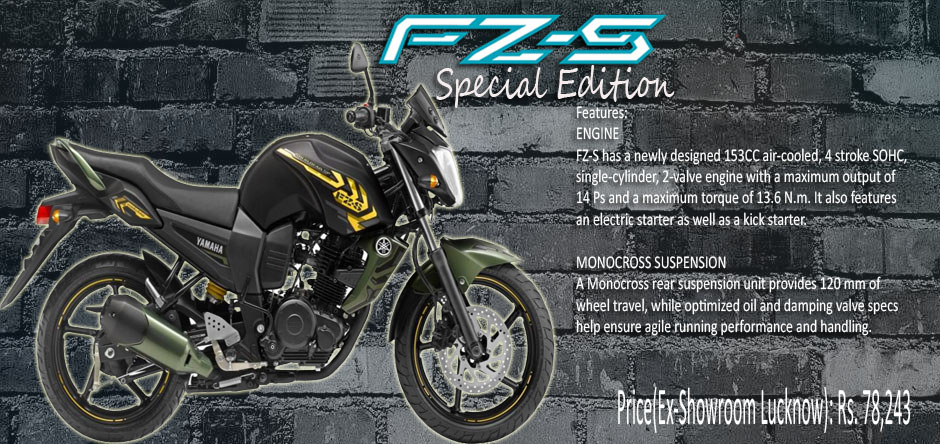 FZ-S
Special Edition
Features:
ENGINE
FZ-S has a newly designed 153CC air-cooled, 4 stroke SOHC,
single-cylinder, 2-valve engine with a maximum output of
14 Ps and a maximum torque of 13.6 N.m. It also features
an electric starter as well as a kick starter.
MONOCROSS SUSPENSION
A Monocross rear suspension unit provides 120 mm of
wheel travel, while optimized oil and damping valve specs
help ensure agile running performance and handling.
Price(Ex-Showroom Lucknow): Rs. 78,243
FZ-S
YAMAHA